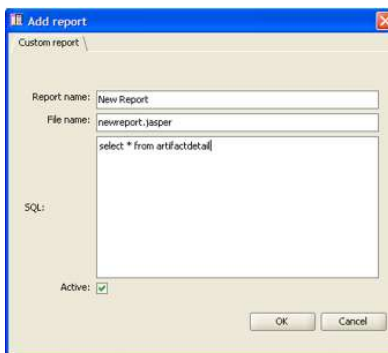 Add report
Custom report
Report name: New Report
File name: newreport.jasper
select * from artifactdetail
SQL:
Active:
OK Cancel